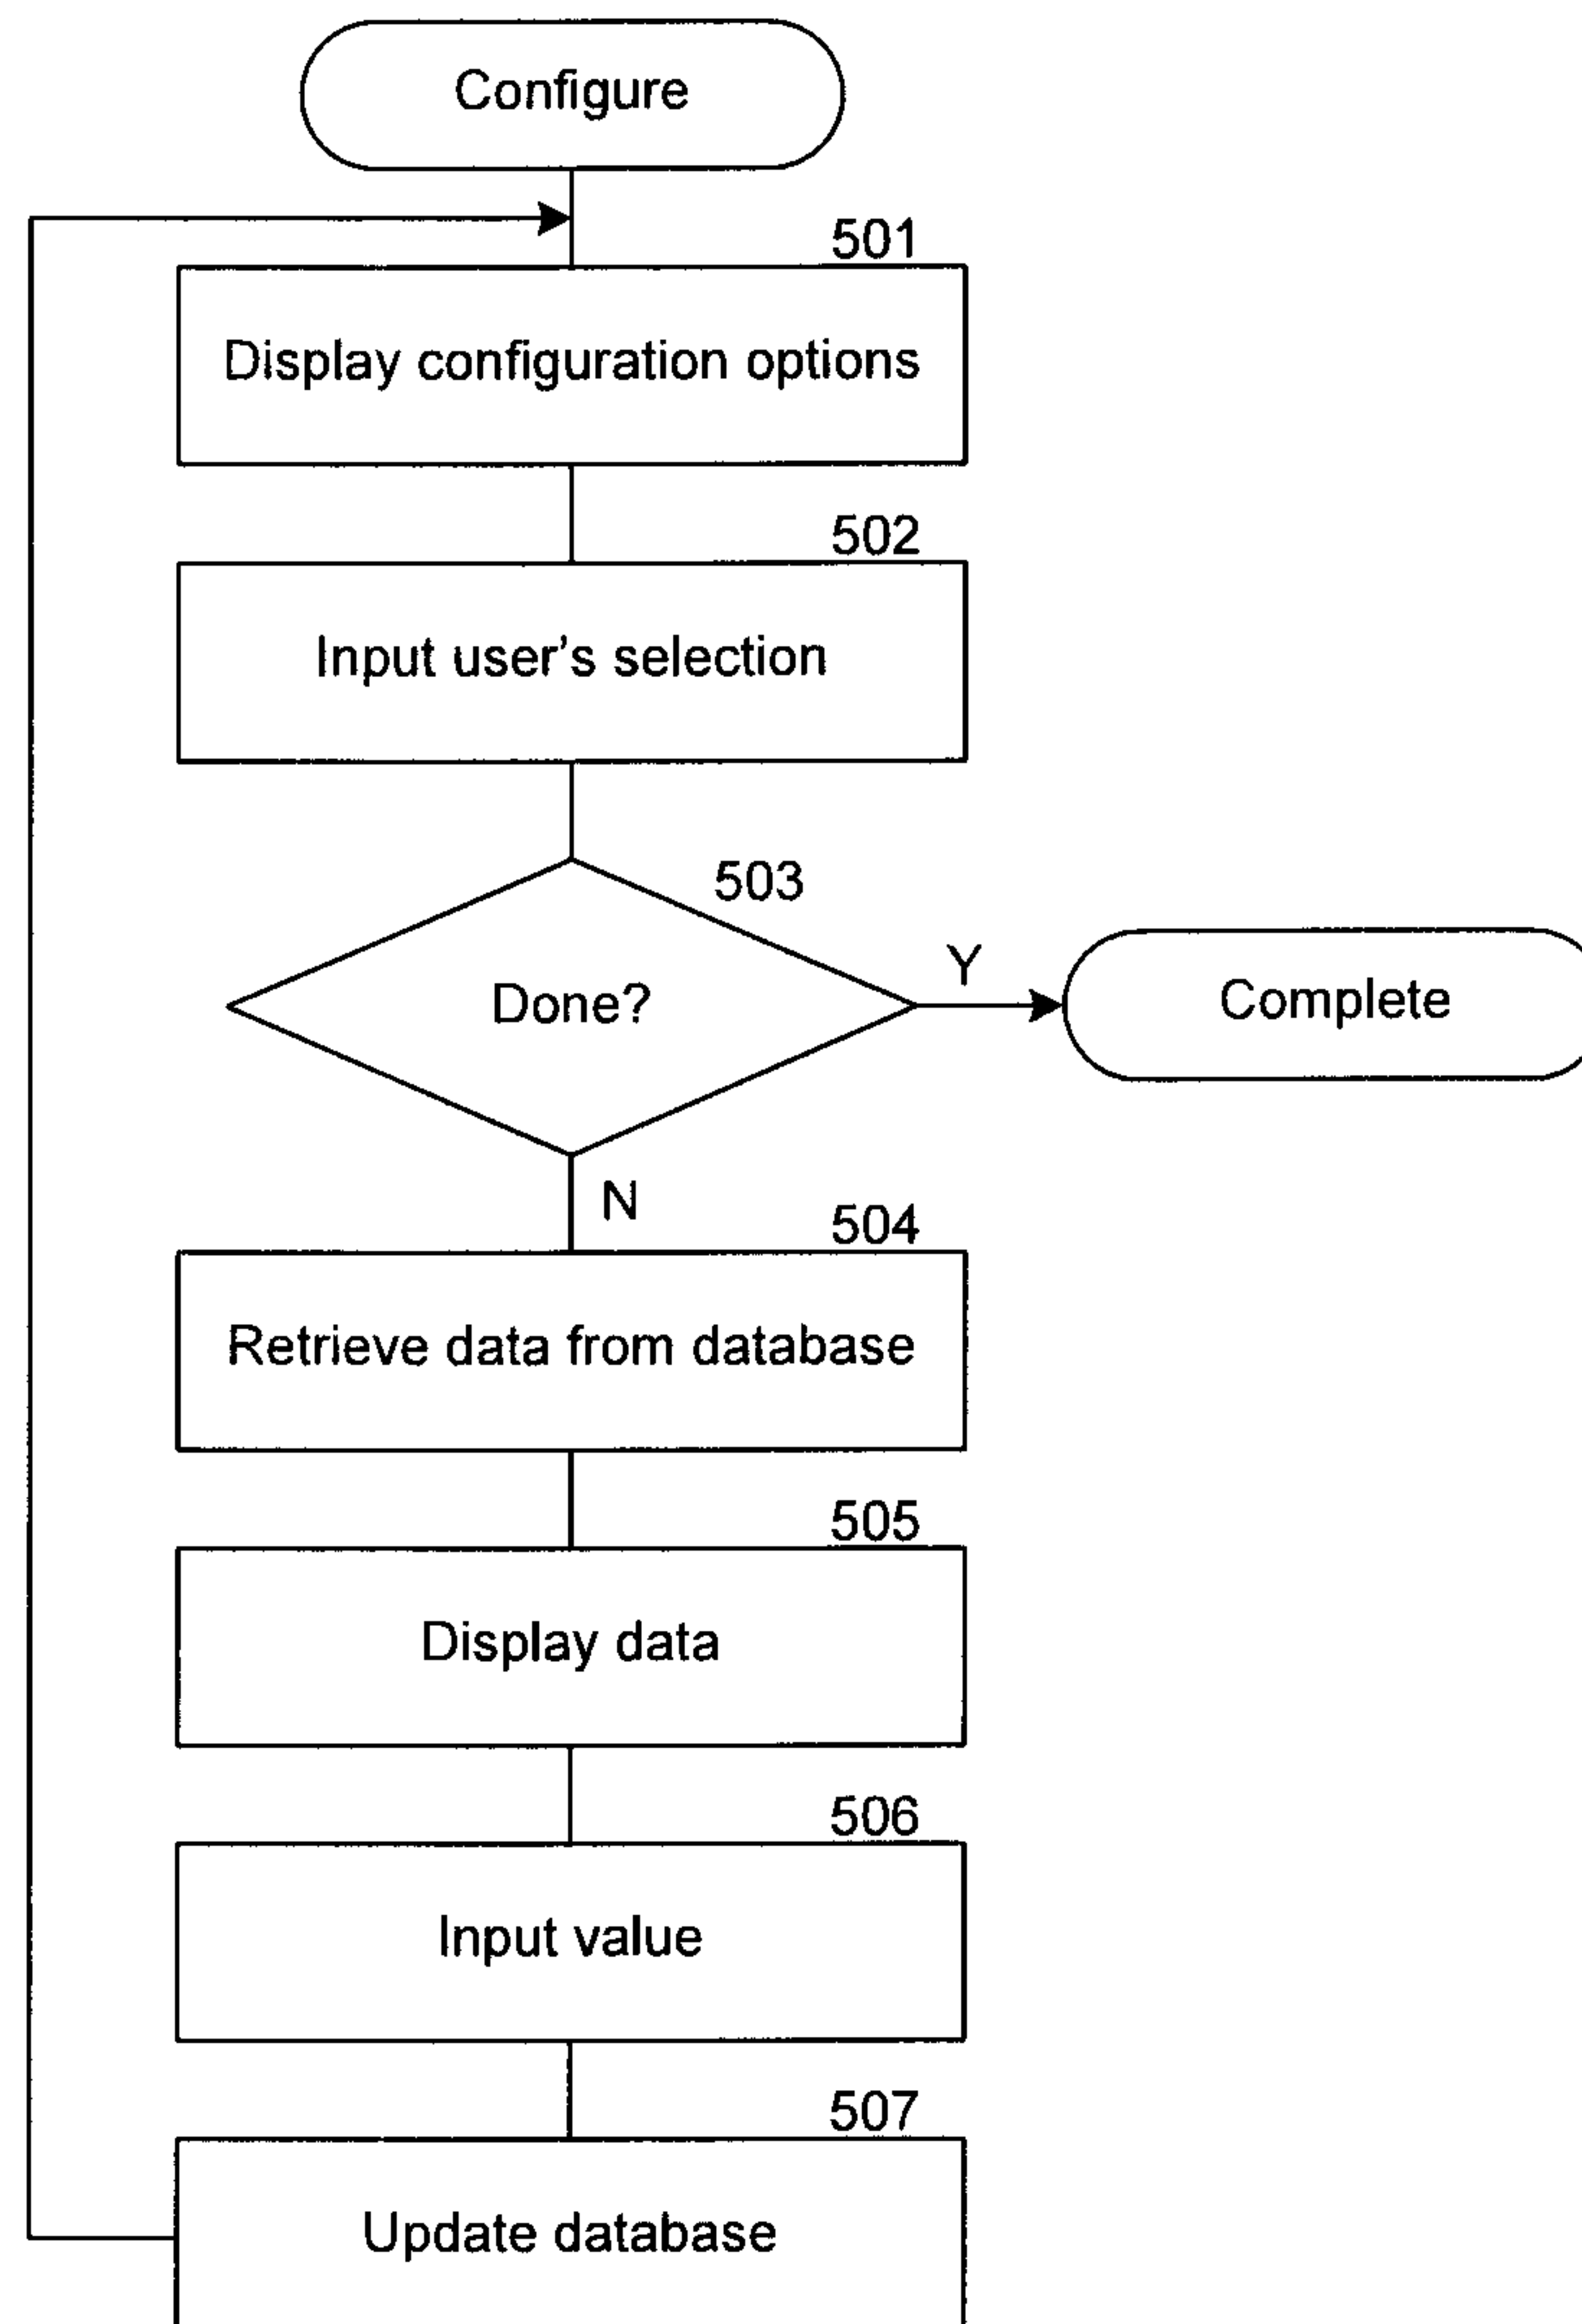 Configure
501
Display configuration options
502
Input user's selection
503
Done?
Y
Complete
N
504
Retrieve data from database
505
Display data
506
Input value
507
Update database